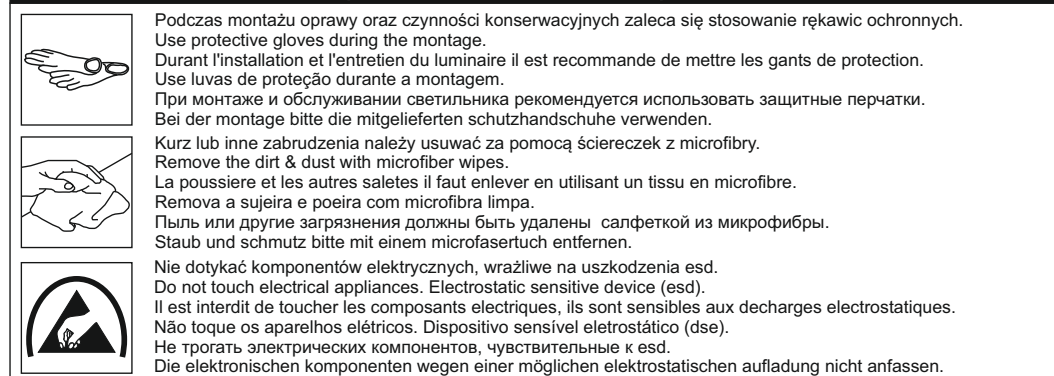 Podczas montażu oprawy oraz czynności konserwacyjnych zaleca się stosowanie rękawic ochronnych.
Use protective gloves during the montage.
Durant l'installation et l'entretien du luminaire il est recommande de mettre les gants de protection.
Use luvas de proteção durante a montagem.
При монтаже и обслуживании светильника рекомендуется использовать защитные перчатки.
Bei der montage bitte die mitgelieferten schutzhandschuhe verwenden.
Kurz lub inne zabrudzenia należy usuwać za pomocą ściereczek z microfibry.
Remove the dirt & dust with microfiber wipes.
La poussiere et les autres saletes il faut enlever en utilisant un tissu en microfibre.
Remova a sujeira e poeira com microfibra limpa.
Пыль или другие загрязнения должны быть удалены салфеткой из микрофибры.
Staub und schmutz bitte mit einem microfasertuch entfernen.
Nie dotykać komponentów elektrycznych, wrażliwe na uszkodzenia esd.
Do not touch electrical appliances. Electrostatic sensitive device (esd).
Il est interdit de toucher les composants electriques, ils sont sensibles aux decharges electrostatiques.
Não toque os aparelhos elétricos. Dispositivo sensível eletrostático (dse).
Не трогать электрических компонентов, чувствительные к esd.
Die elektronischen komponenten wegen einer möglichen elektrostatischen aufladung nicht anfassen.